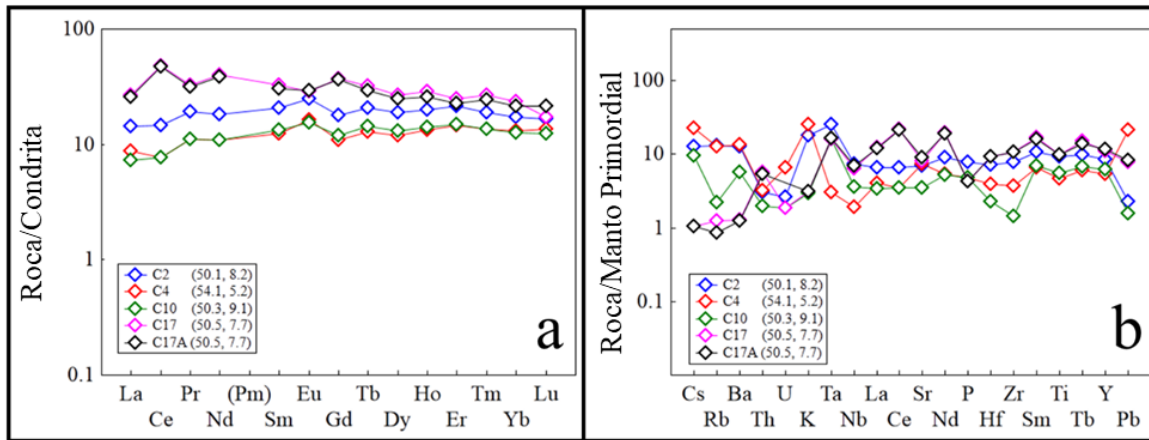 Roca/Condrita
100
10
1
0.1
C2 (50.1, 8.2)
C4 (54.1, 5.2)
C10 (50.3, 9.1)
C17 (50.5, 7.7)
C17A (50.5, 7.7)
a
La Pr (Pm) Eu Tb Ho Tm Lu
Ce Nd Sm Gd Dy Er Yb
Roca/Manto Primordial
100
10
1
0.1
C2 (50.1, 8.2)
C4 (54.1, 5.2)
C10 (50.3, 9.1)
C17 (50.5, 7.7)
C17A (50.5, 7.7)
b
Cs Ba U Ta La Sr P Zr Ti Y
Rb Th K Nb Ce Nd Hf Sm Tb Pb